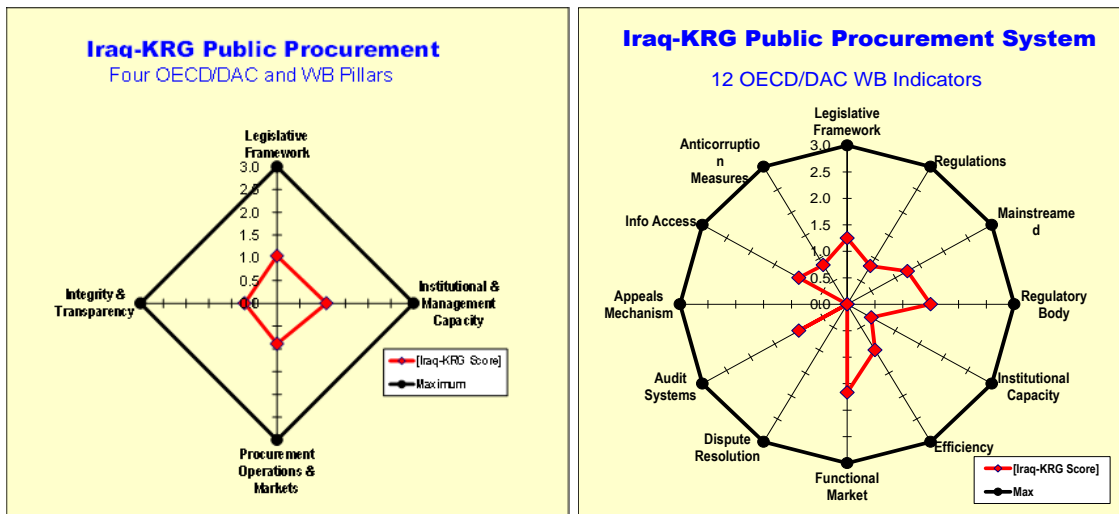 Iraq-KRG Public Procurement
Four OECD/DAC and WB Pillars
Legislative
Framework
3.0
2.5
2.0
1.5
1.0
0.5
0
Integrity &
Transparency
Institutional &
Management
Capacity
[Iraq-KRG Score]
Maximum
Procurement
Operations &
Markets
Iraq-KRG Public Procurement System
12 OECD/DAC WB Indicators
Legislative
Framework
Anticorruptio
n
Measures
Regulations
Info Access
Mainstreame
d
Appeals
Mechanism
Regulatory
Body
Audit
Systems
Institutional
Capacity
Dispute
Resolution
Efficiency
Functional
Market
3.0
2.5
2.0
1.5
1.0
0.5
0.0
[Iraq-KRG Score]
Max